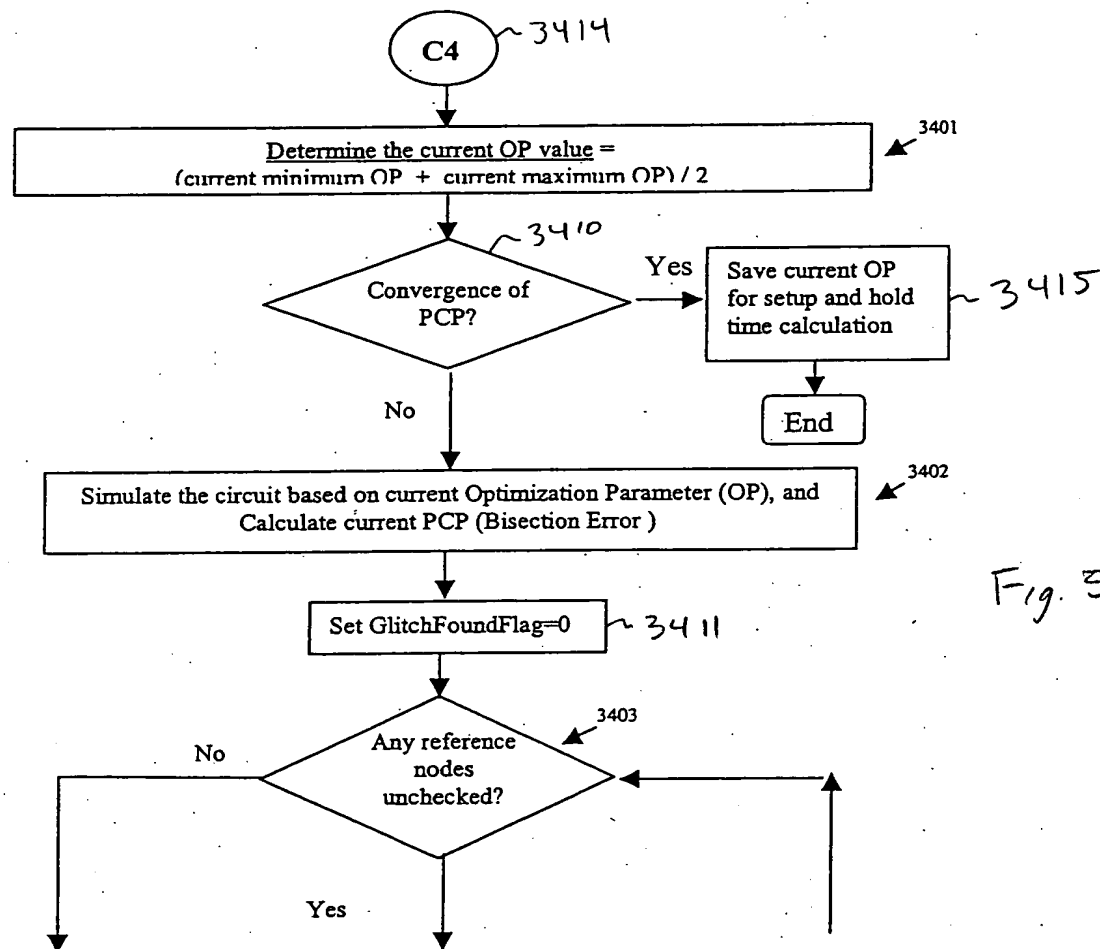 C4
3414
3401
Determine the current OP value =
(current minimum OP + current maximum OP) / 2
3410
Convergence of
PCP?
Yes
Save current OP
for setup and hold
time calculation
3415
No
End
3402
Simulate the circuit based on current Optimization Parameter (OP), and
Calculate current PCP (Bisection Error )
Fig.
Set GlitchFoundFlag=0
3411
3403
No
Any reference
nodes
unchecked?
Yes